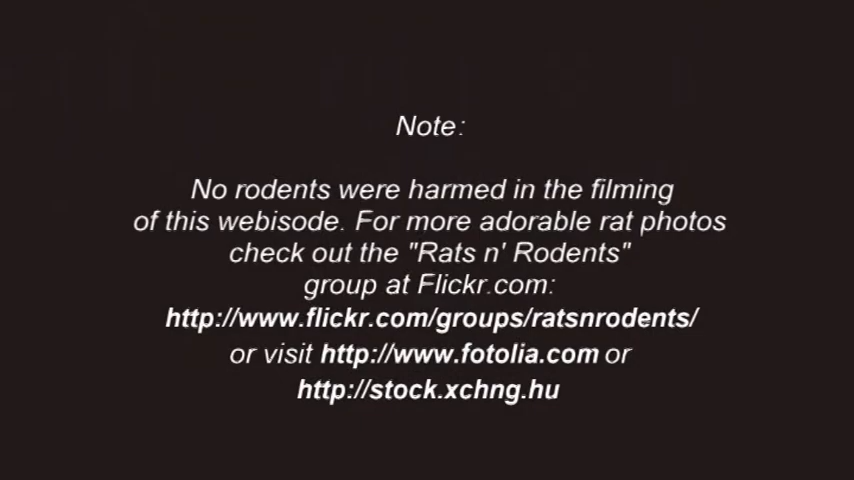 Note:
No rodents were harmed in the filming
of this webisode. For more adorable rat photos
check out the "Rats n' Rodents"
group at Flickr.com:
http://www.flickr.com/groups/ratsnrodents/
or visit http://www.fotolia.com or
http://stock.xchng.hu